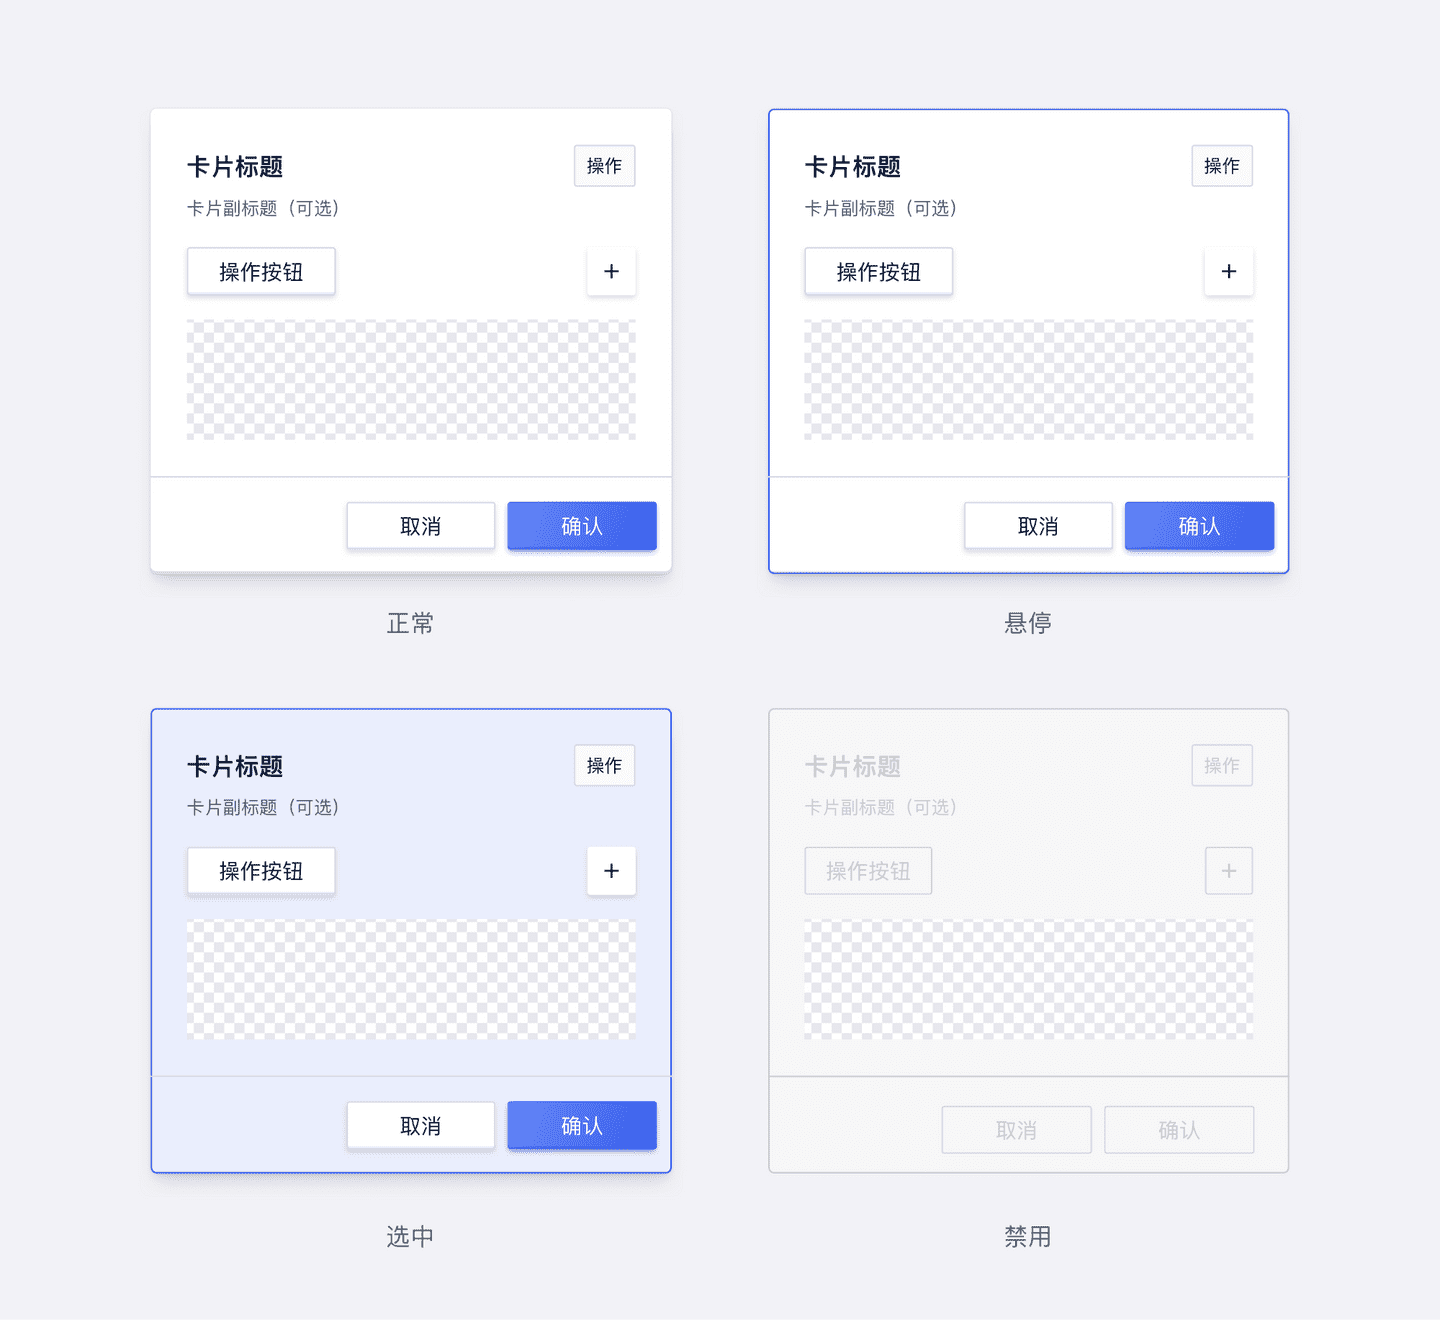 卡片标题
操作
卡片副标题（可选）
操作按钮
+
取消
确认
正常
卡片标题
操作
卡片副标题（可选）
操作按钮
+
取消
确认
悬停
卡片标题
操作
卡片副标题（可选）
操作按钮
+
取消
确认
选中
卡片标题
操作
卡片副标题（可选）
操作按钮
+
取消
确认
禁用